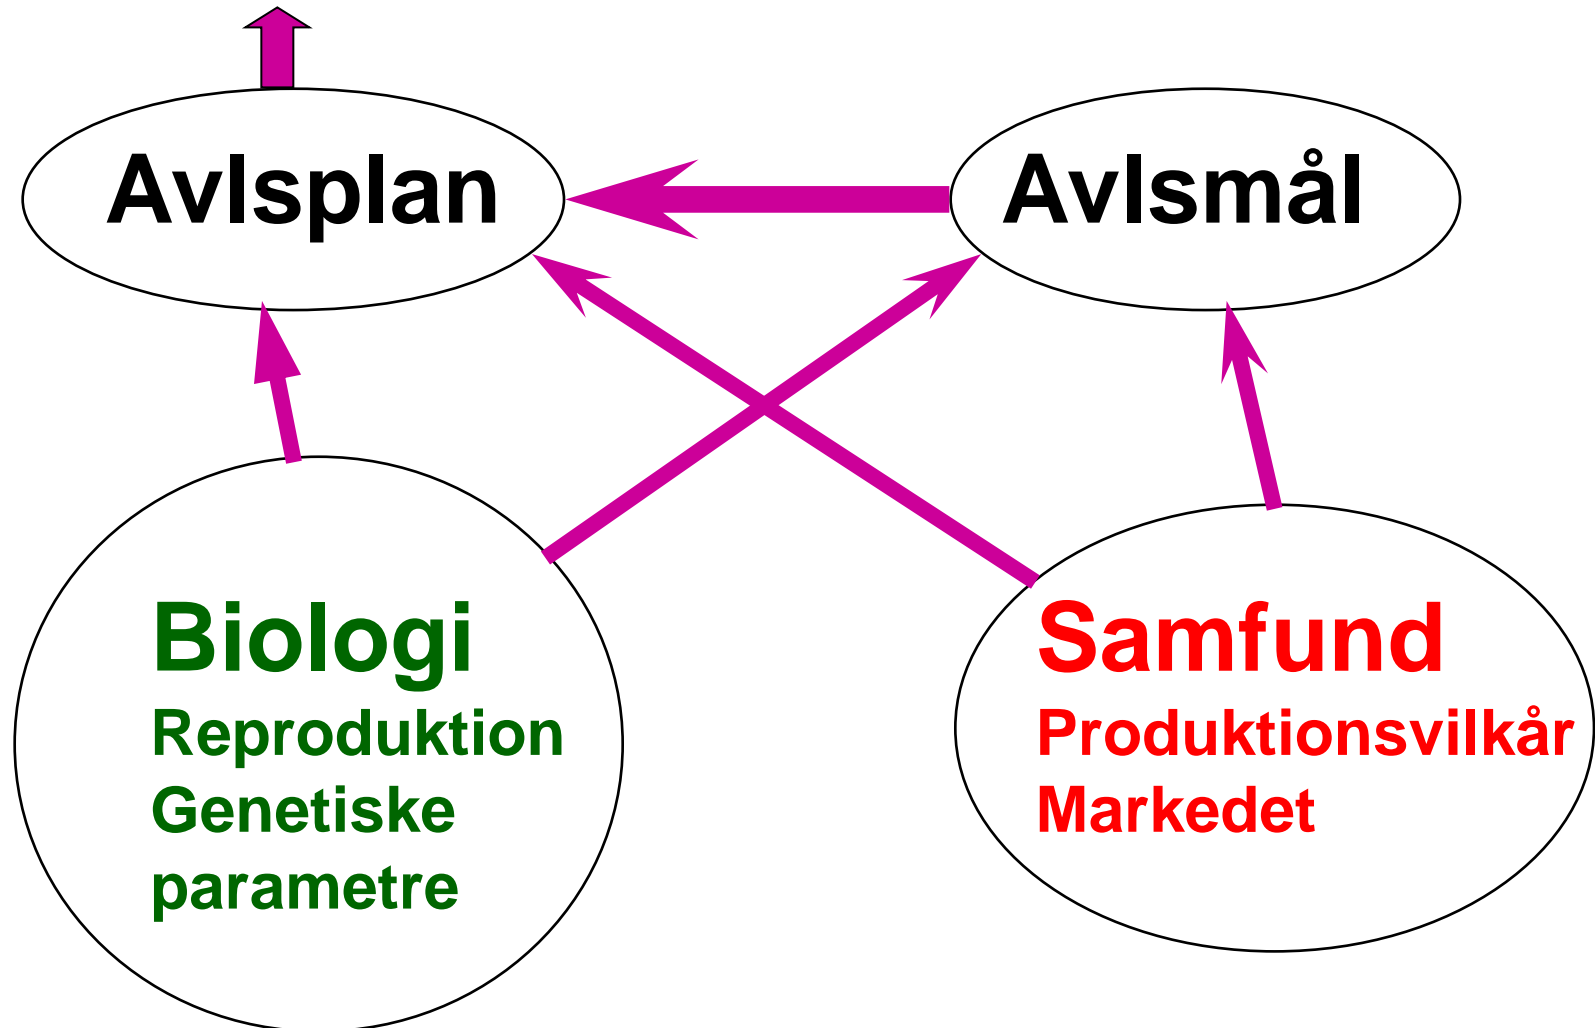 Avlsplan
Avlsmål
Biologi
Reproduktion
Genetiske
parametre
Samfund
Produktionsvilkår
Markedet